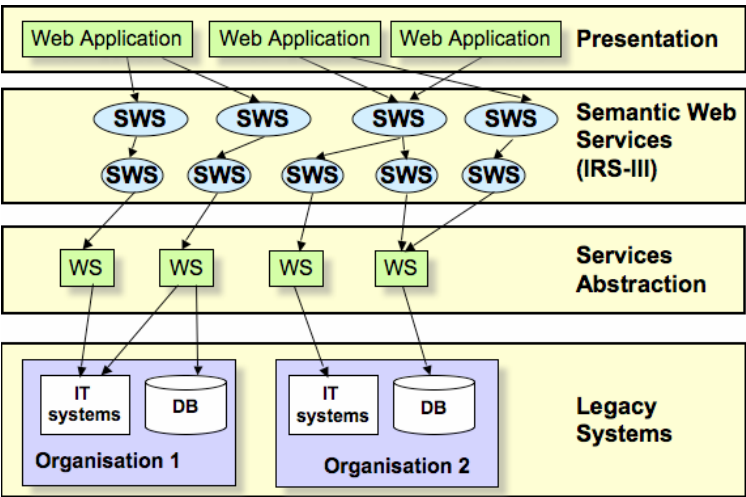 Web Application
Web Application
Web Application
Presentation
SWS
SWS
SWS
SWS
Semantic Web
Services
(IRS-III)
SWS
SWS
SWS
SWS
SWS
WS
WS
WS
WS
Services
Abstraction
IT
systems
DB
Organisation 1
IT
systems
DB
Organisation 2
Legacy
Systems